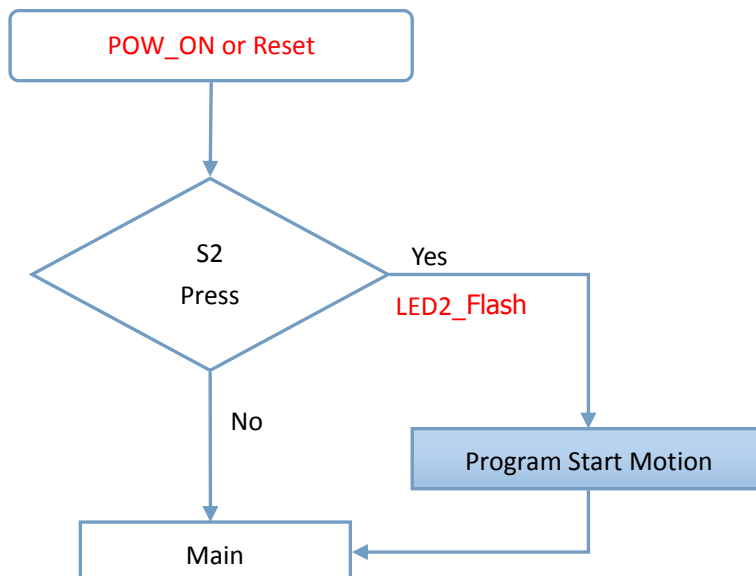 POW_ON or Reset
S2
Press
Yes
LED2_Flash
No
Program Start Motion
Main